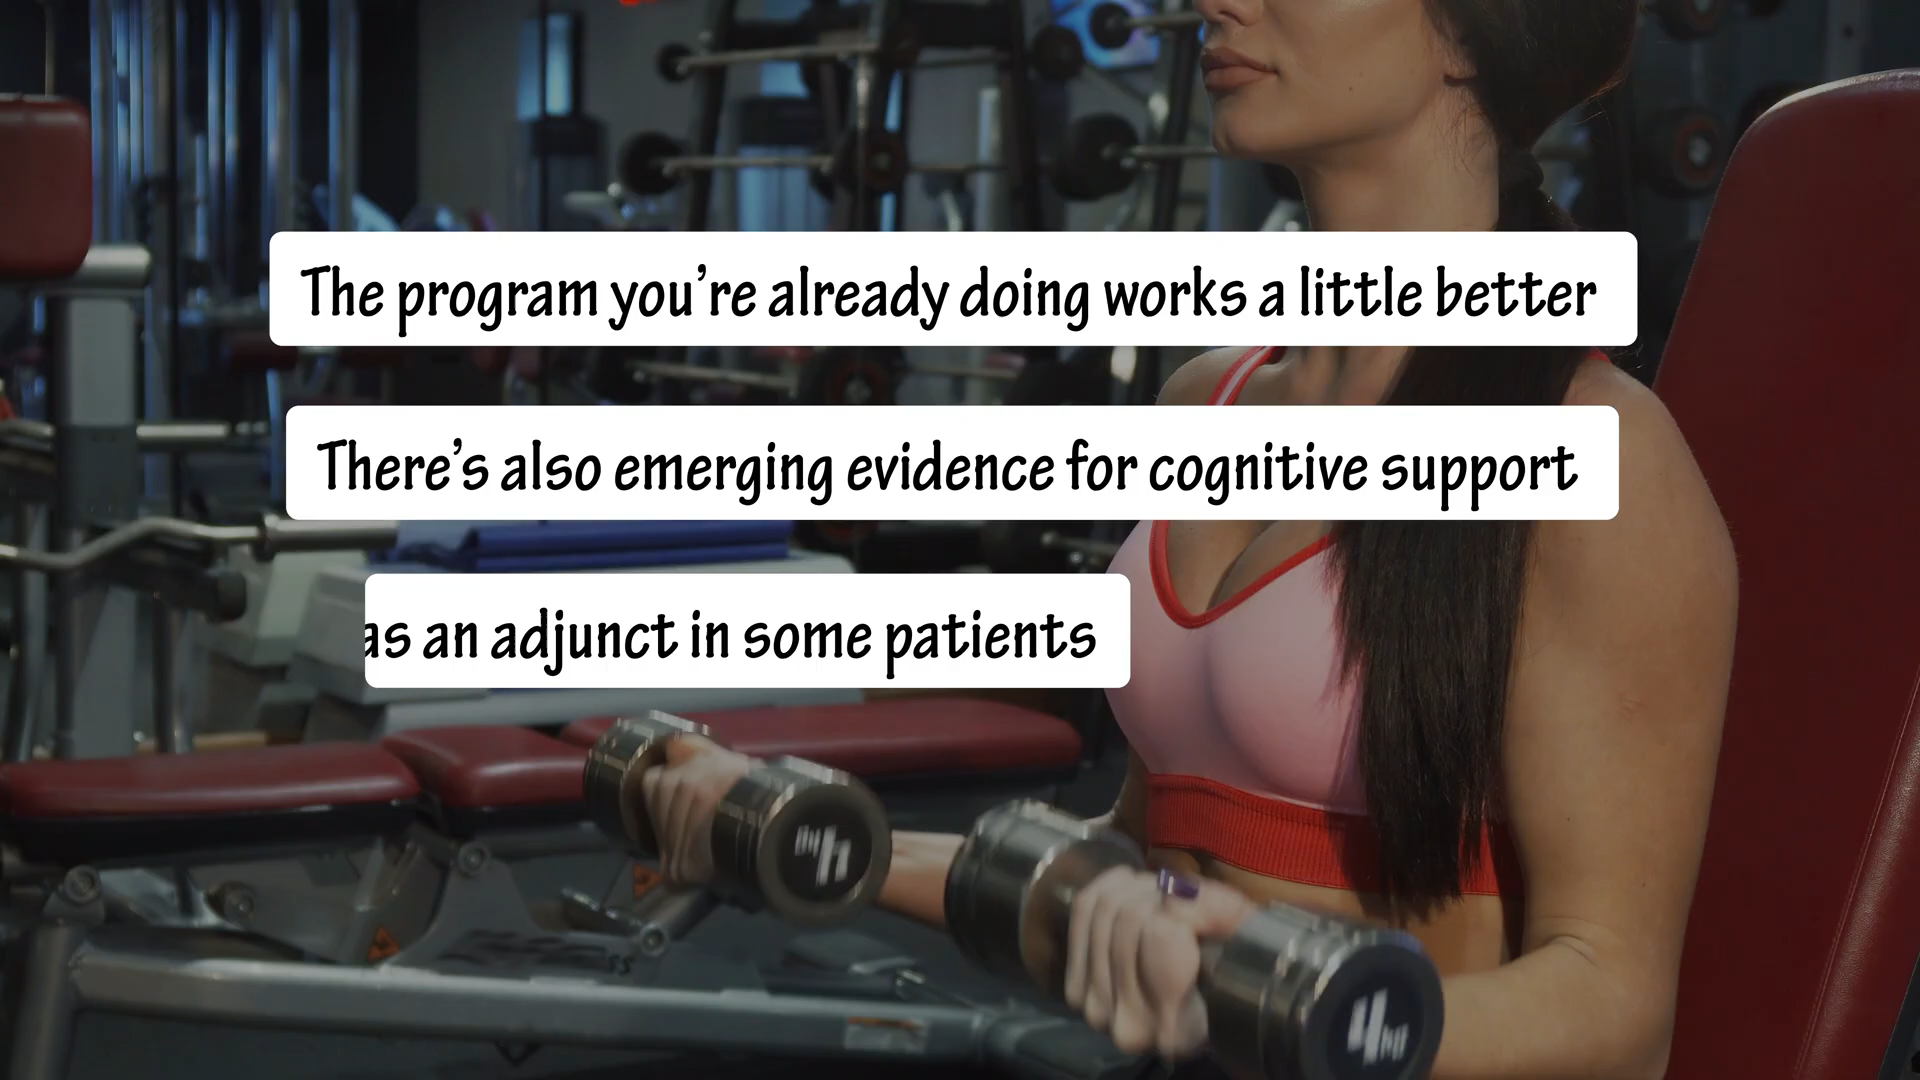 The program you’re already doing works a little better
There’s also emerging evidence for cognitive support
as an adjunct in some patients